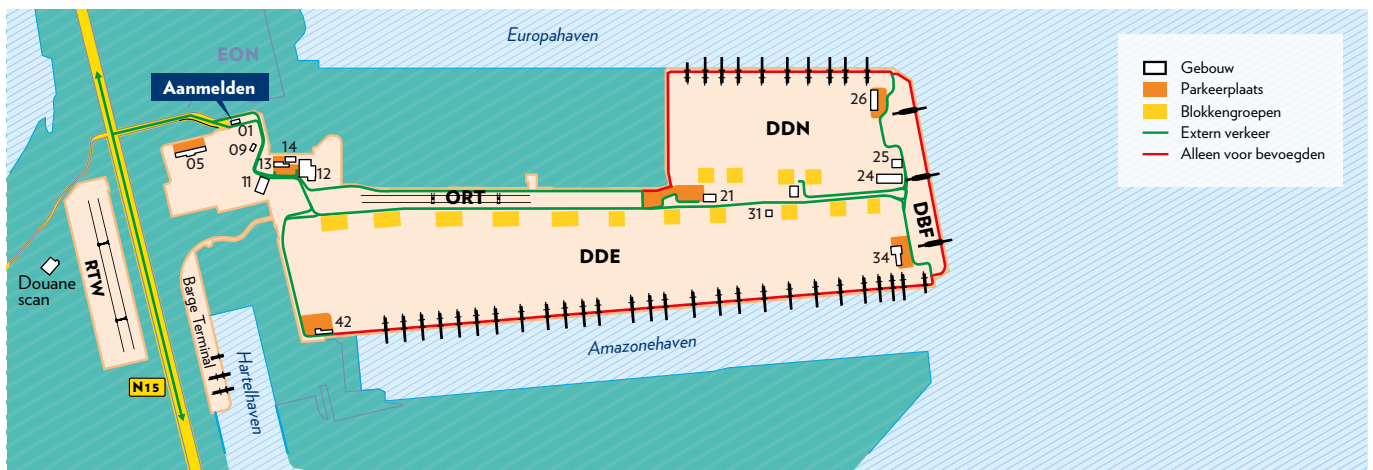 Europahaven
EON
Aanmelden
01
09
05
14
13
12
11
ORT
21
DDN
26
25
24
31
DBF
34
DDE
42
RTW
Douane
scan
Barge Terminal
N15
Hartelhaven
Amazonehaven
Gebouw
Parkeerplaats
Blokkengroepen
Extern verkeer
Alleen voor bevoegden